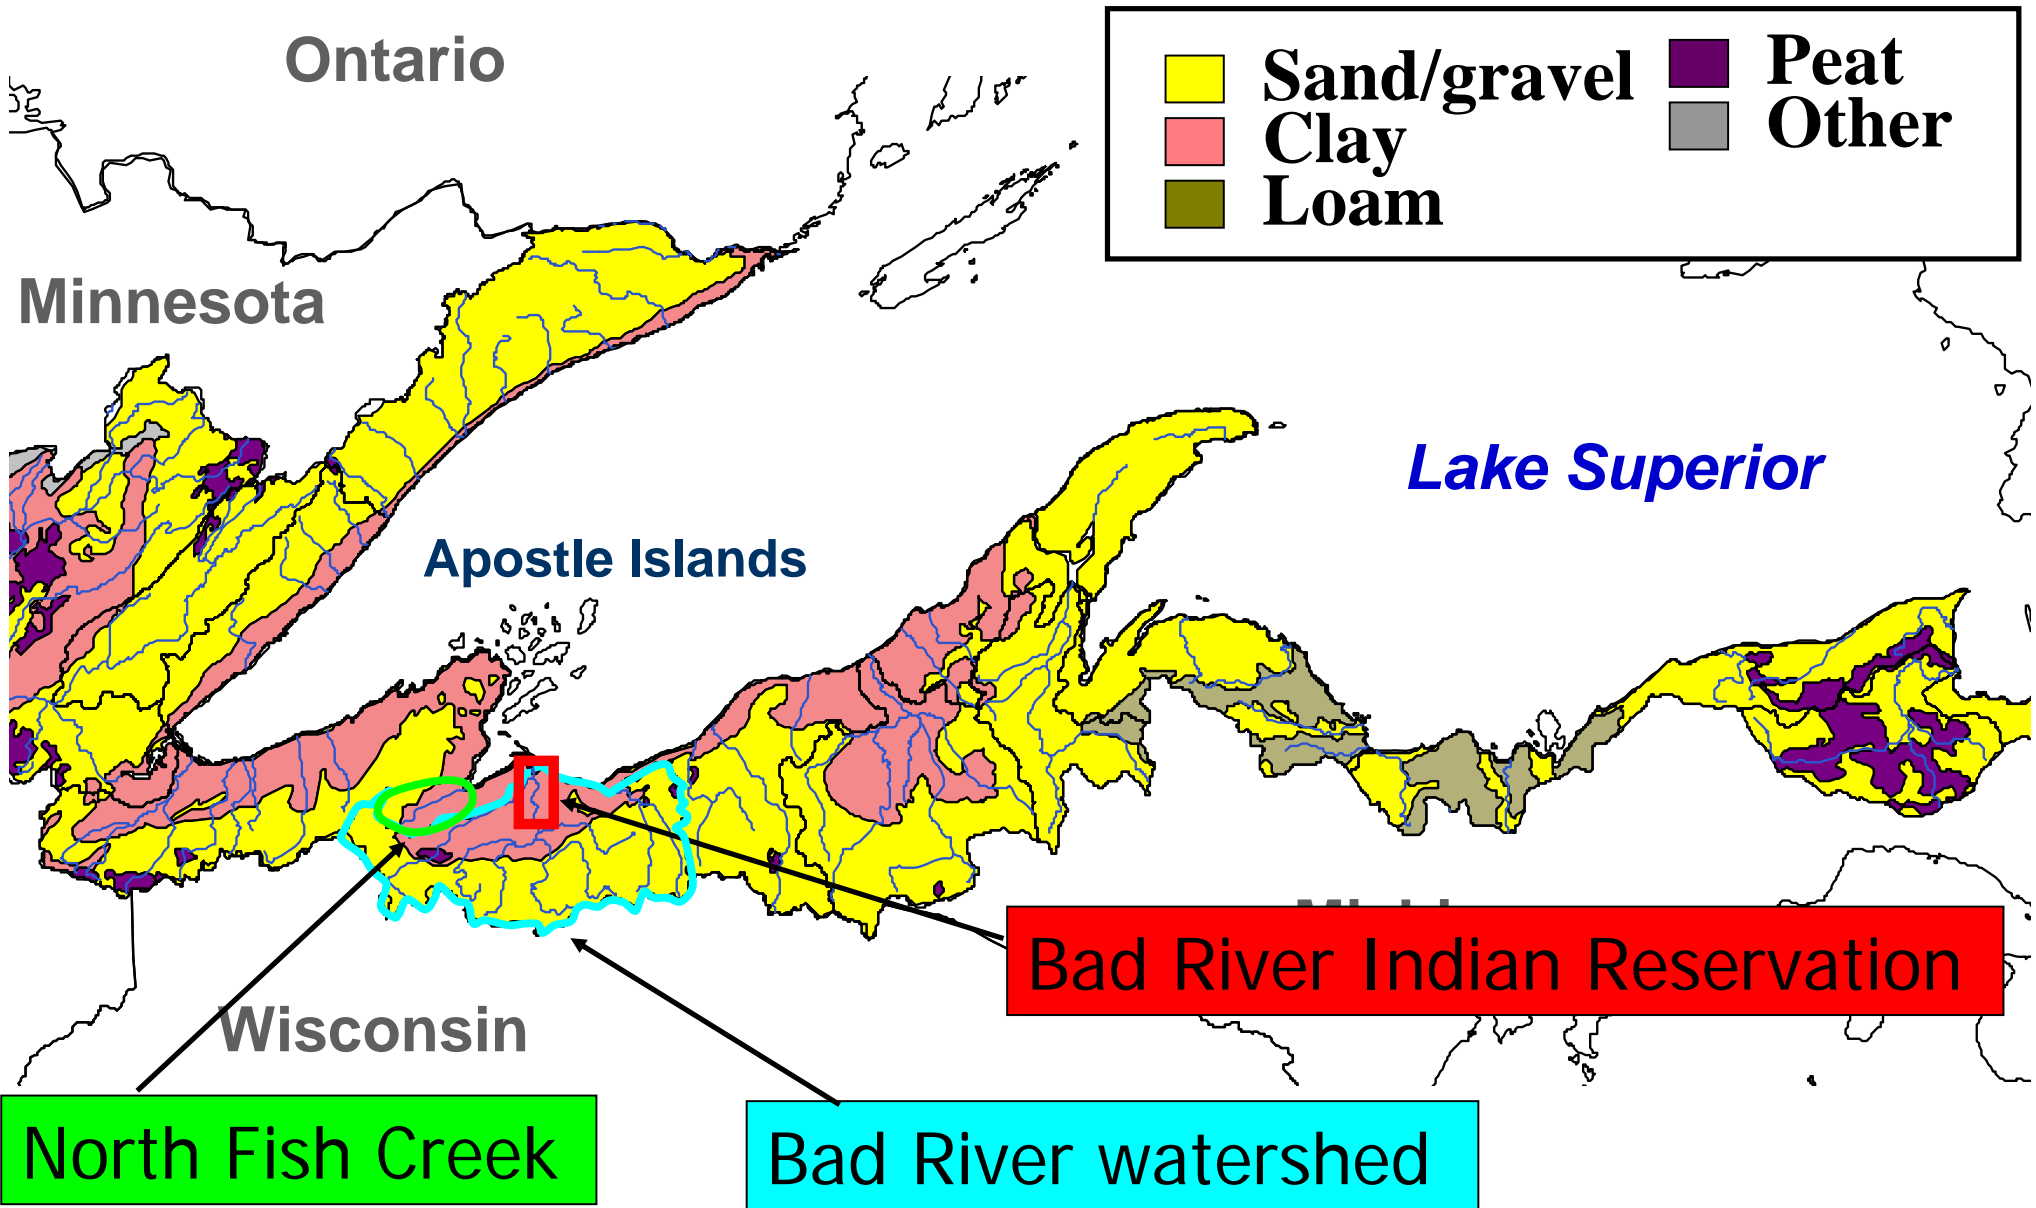 Ontario
Sand/gravel
Clay
Loam
Peat
Other
Minnesota
Lake Superior
Apostle Islands
Bad River Indian Reservation
Wisconsin
North Fish Creek
Bad River watershed